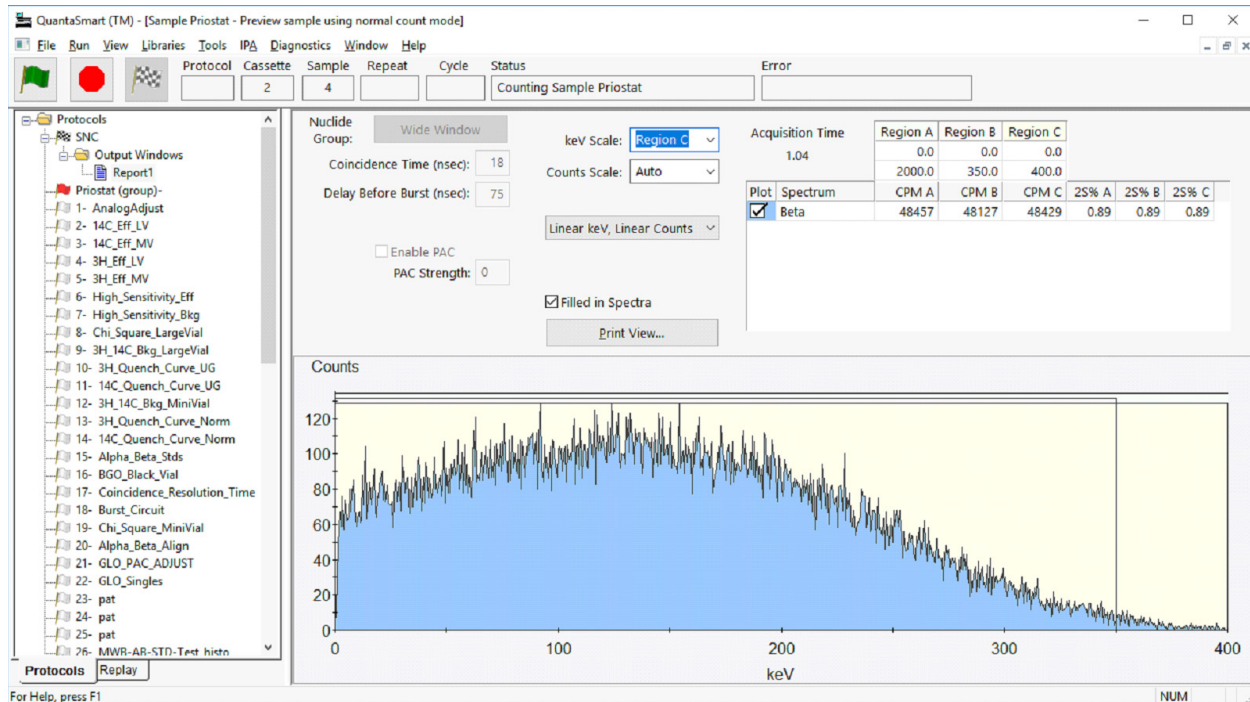 QuantaSmart (TM) - [Sample Priostat - Preview sample using normal count mode]
File Run View Libraries Tools IPA Diagnostics Window Help
Protocol Cassette Sample Repeat Cycle Status Error
2 4 Counting Sample Priostat
Protocols
SNC
Output Windows
Report1
Priostat (group)-
1- AnalogAdjust
2- 14C_Eff_LV
3- 14C_Eff_MV
4- 3H_Eff_LV
5- 3H_Eff_MV
6- High_Sensitivity_Eff
7- High_Sensitivity_Bkg
8- Chi_Square_LargeVial
9- 3H_14C_Bkg_LargeVial
10- 3H_Quench_Curve_UG
11- 14C_Quench_Curve_UG
12- 3H_14C_Bkg_MiniVial
13- 3H_Quench_Curve_Norm
14- 14C_Quench_Curve_Norm
15- Alpha_Beta_Stds
16- BGO_Black_Vial
17- Coincidence_Resolution_Time
18- Burst_Circuit
19- Chi_Square_MiniVial
20- Alpha_Beta_Align
21- GLO_PAC_ADJUST
22- GLO_Singles
23- pat
24- pat
25- pat
26- MWB-AB-STD-Test histo
Protocols Replay
Nuclide
Group: Wide Window
Coincidence Time (nsec): 18
Delay Before Burst (nsec): 75
Enable PAC
PAC Strength: 0
keV Scale: Region C
Counts Scale: Auto
Linear keV, Linear Counts
Filled in Spectra
Print View...
Acquisition Time
1.04
Region A Region B Region C
0.0 0.0 0.0
2000.0 350.0 400.0
Plot Spectrum CPM A CPM B CPM C 2S% A 2S% B 2S% C
Beta 48457 48127 48429 0.89 0.89 0.89
Counts
120
100
80
60
40
20
0
0 100 200 300 400
keV
For Help, press F1 NUM